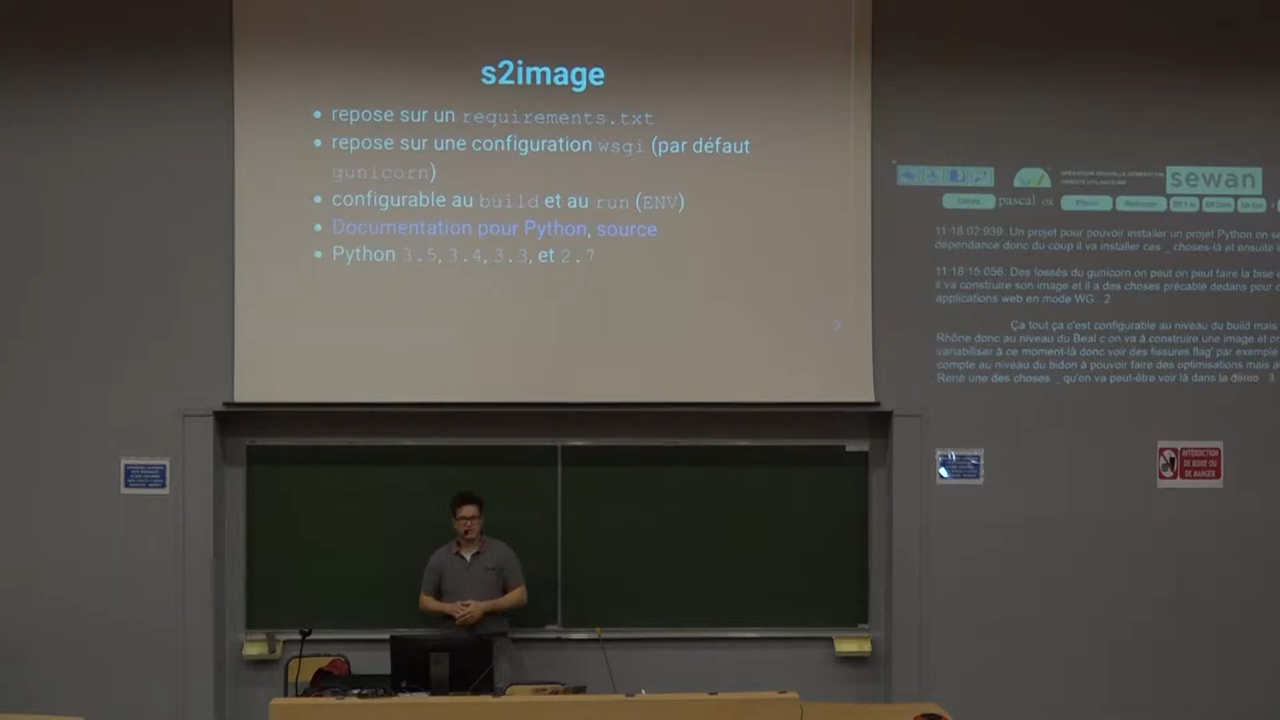 s2image
repose sur un requirements.txt
repose sur une configuration wsgi (par défaut
gunicorn)
configurable au build et au run (ENV)
Documentation pour Python, source
Python 3.5, 3.4, 3.3, et 2.7
sewan
pascal
11:18:02.939: Un projet pour pouvoir installer un projet Python on
dépendance donc du coup il va installer ces _ choses-là et ensuite
11:18:15.056: Des fossés du gunicorn on peut on peut faire la bise
il va construire son image et il a des choses précablé dedans pour
applications web en mode WG . 2
Ça tout ça c'est configurable au niveau du build mais
Rhône donc au niveau du Beal c on va à construire une image et
variabiliser à ce moment-là donc voir des fissures flag' par exemple
compte au niveau du bidon à pouvoir faire des optimisations mais
René une des choses _ qu'on va peut-être voir là dans la démo . 3
INTERDICTION
DE BOIRE OU
DE MANGER